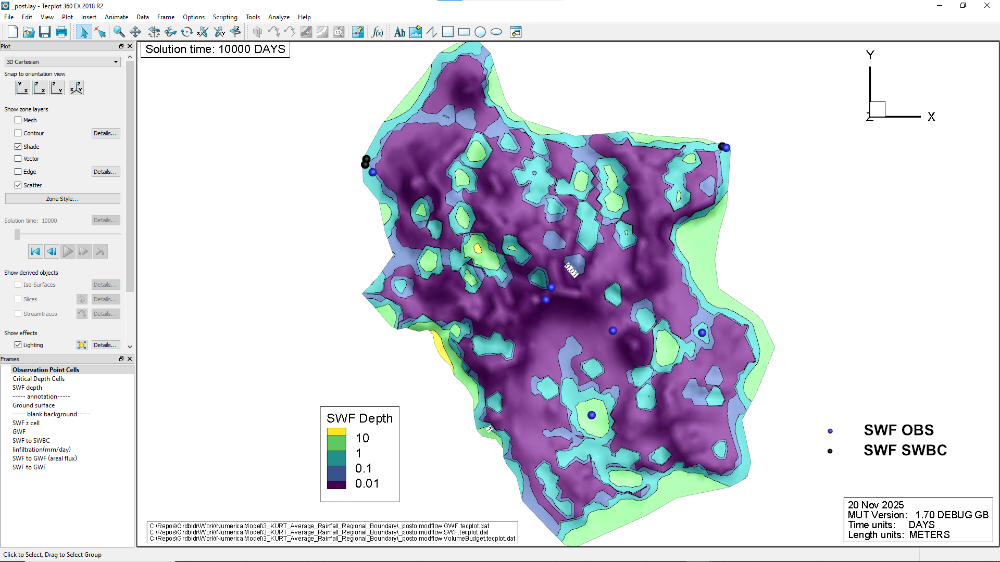 _post.lay - Tecplot 360 EX 2018 R2
File Edit View Plot Insert Animate Data Frame Options Scripting Tools Analyze Help
Plot
3D Cartesian
Snap to orientation view
Show zone layers
Mesh
Contour Details...
Shade
Vector
Edge Details...
Scatter
Zone Style...
Solution time: 10000 Details...
Show derived objects
Iso-Surfaces Details...
Slices Details...
Streamtraces Details...
Show effects
Lighting Details...
Frames
Observation Point Cells
Critical Depth Cells
SWF depth
----- annotation-----
Ground surface
----- blank background-----
SWF z cell
GWF
SWF to SWBC
Iinfiltration(mm/day)
SWF to GWF (areal flux)
SWF to GWF
Click to Select, Drag to Select Group
Solution time: 10000 DAYS
Y
Z X
0.01
1
SWF Depth
10
1
0.1
0.01
SWF OBS
SWF SWBC
C:\Repos\Grdbldr\Work\NumericalModel\3_KURT_Average_Rainfall_Regional_Boundary\_posto.modflow.GWF.tecplot.dat
C:\Repos\Grdbldr\Work\NumericalModel\3_KURT_Average_Rainfall_Regional_Boundary\_posto.modflow.SWF.tecplot.dat
C:\Repos\Grdbldr\Work\NumericalModel\3_KURT_Average_Rainfall_Regional_Boundary\_posto.modflow.VolumeBudget.tecplot.dat
20 Nov 2025
MUT Version: 1.70 DEBUG GB
Time units: DAYS
Length units: METERS